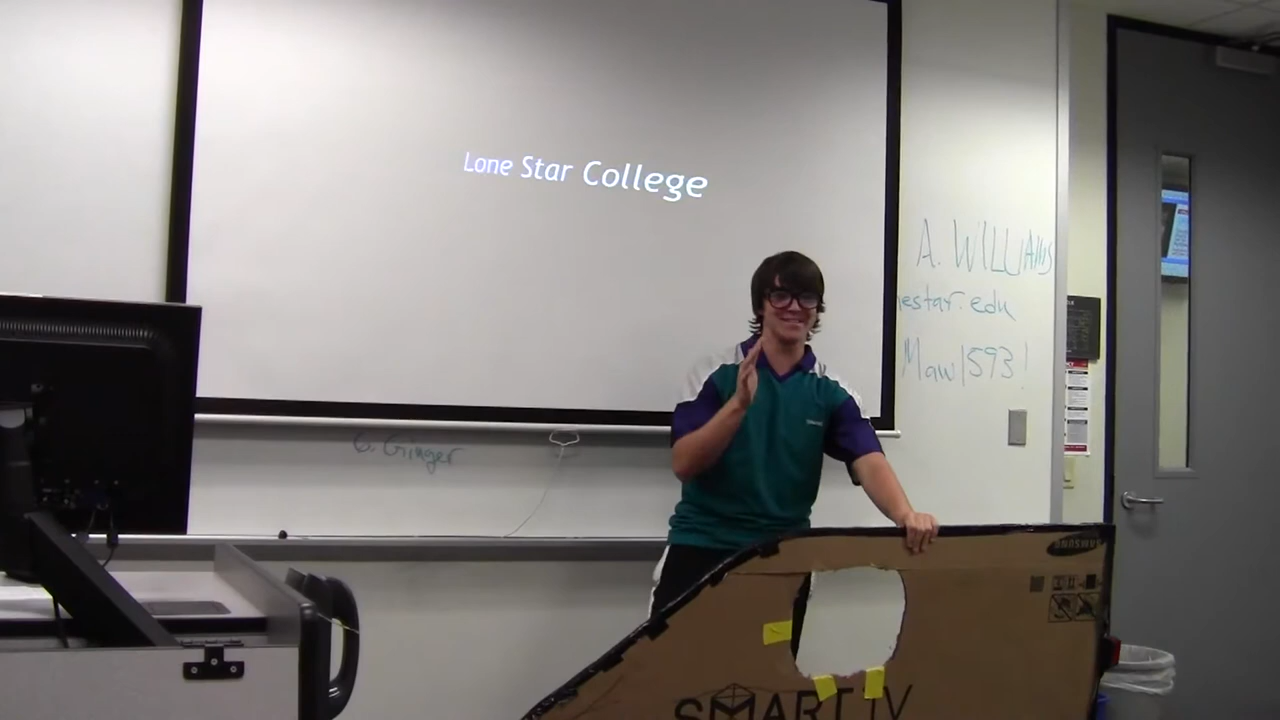 Lone Star College
A. WILLIAMS
nestar.edu
Maw1593!
G. Ginger
SAMSUNG
SMART TV